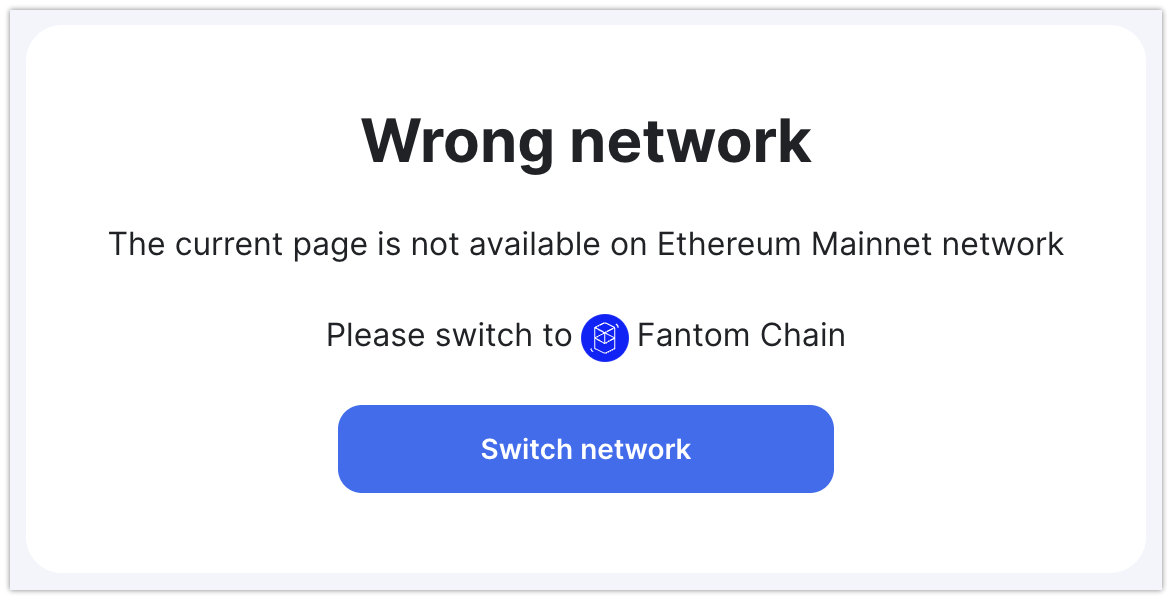 Wrong network
The current page is not available on Ethereum Mainnet network
Please switch to Fantom Chain
Switch network